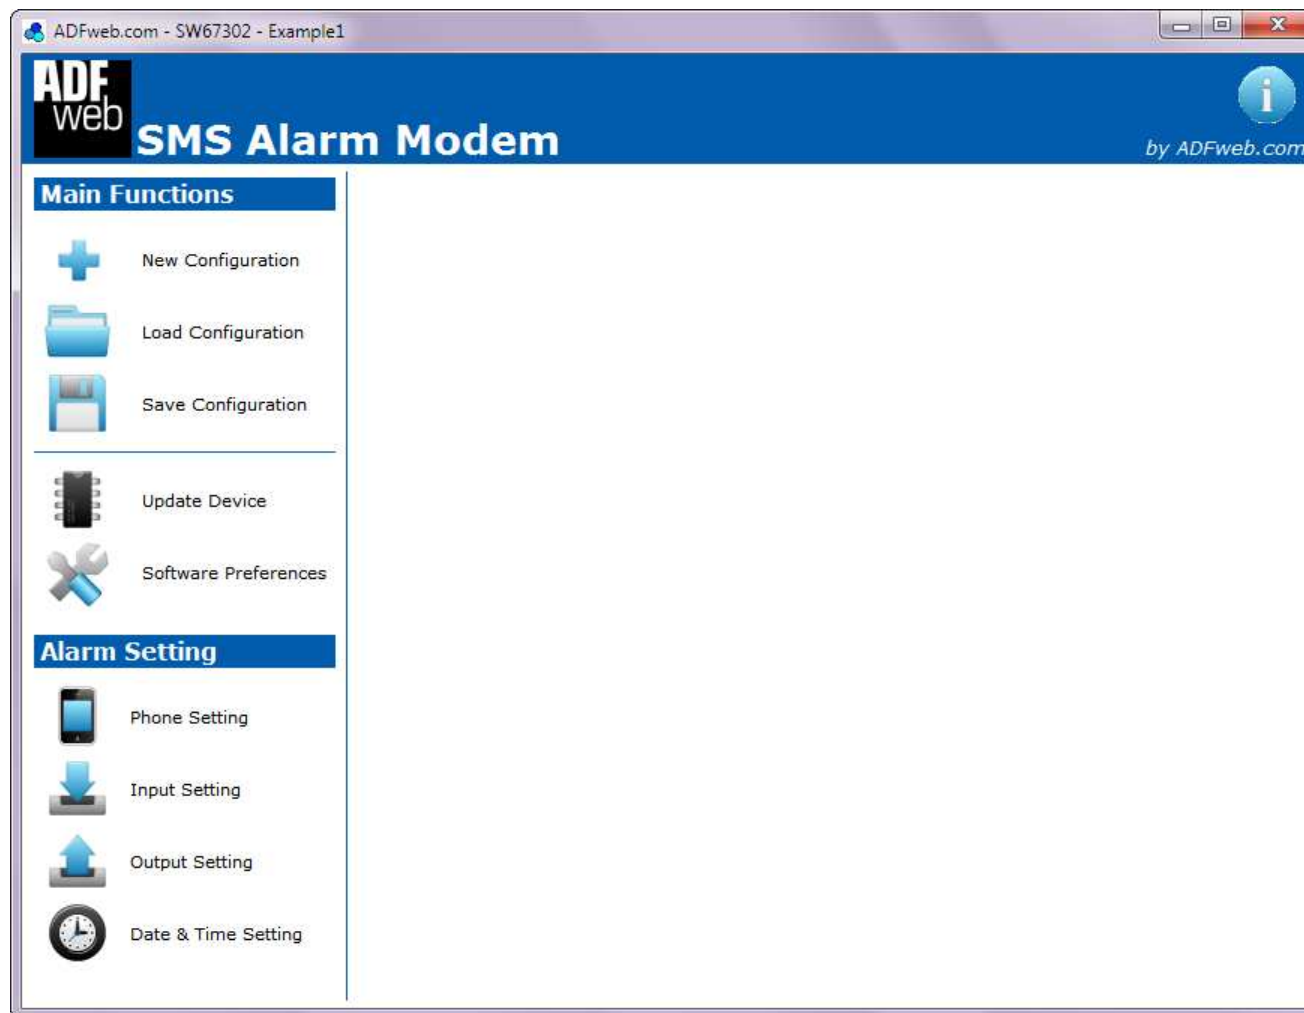 ADFweb.com - SW67302 - Example1
ADF
web
SMS Alarm Modem
i
by ADFweb.com
Main Functions
New Configuration
Load Configuration
Save Configuration
Update Device
Software Preferences
Alarm Setting
Phone Setting
Input Setting
Output Setting
Date & Time Setting